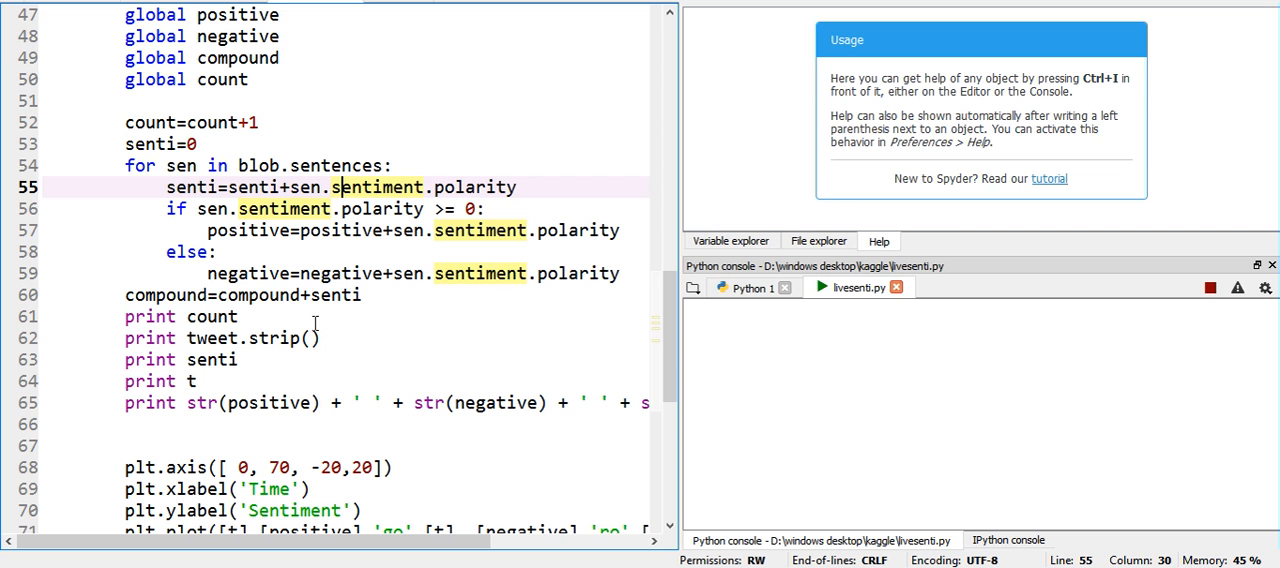 47 global positive
48 global negative
49 global compound
50 global count
51
52 count=count+1
53 senti=0
54 for sen in blob.sentences:
55 senti=senti+sen.sentiment.polarity
56 if sen.sentiment.polarity >= 0:
57 positive=positive+sen.sentiment.polarity
58 else:
59 negative=negative+sen.sentiment.polarity
60 compound=compound+senti
61 print count
62 print tweet.strip()
63 print senti
64 print t
65 print str(positive) + ' ' + str(negative) + ' ' + s
66
67
68 plt.axis([ 0, 70, -20,20])
69 plt.xlabel('Time')
70 plt.ylabel('Sentiment')
71 plt.plot([t],[positive],'go',[t], [negative],'ro',[
Usage
Here you can get help of any object by pressing Ctrl+I in
front of it, either on the Editor or the Console.
Help can also be shown automatically after writing a left
parenthesis next to an object. You can activate this
behavior in Preferences > Help.
New to Spyder? Read our tutorial
Variable explorer File explorer Help
Python console - D:\windows desktop\kaggle\livesenti.py
Python 1 livesenti.py
Python console - D:\windows desktop\kaggle\livesenti.py IPython console
Permissions: RW End-of-lines: CRLF Encoding: UTF-8 Line: 55 Column: 30 Memory: 45 %